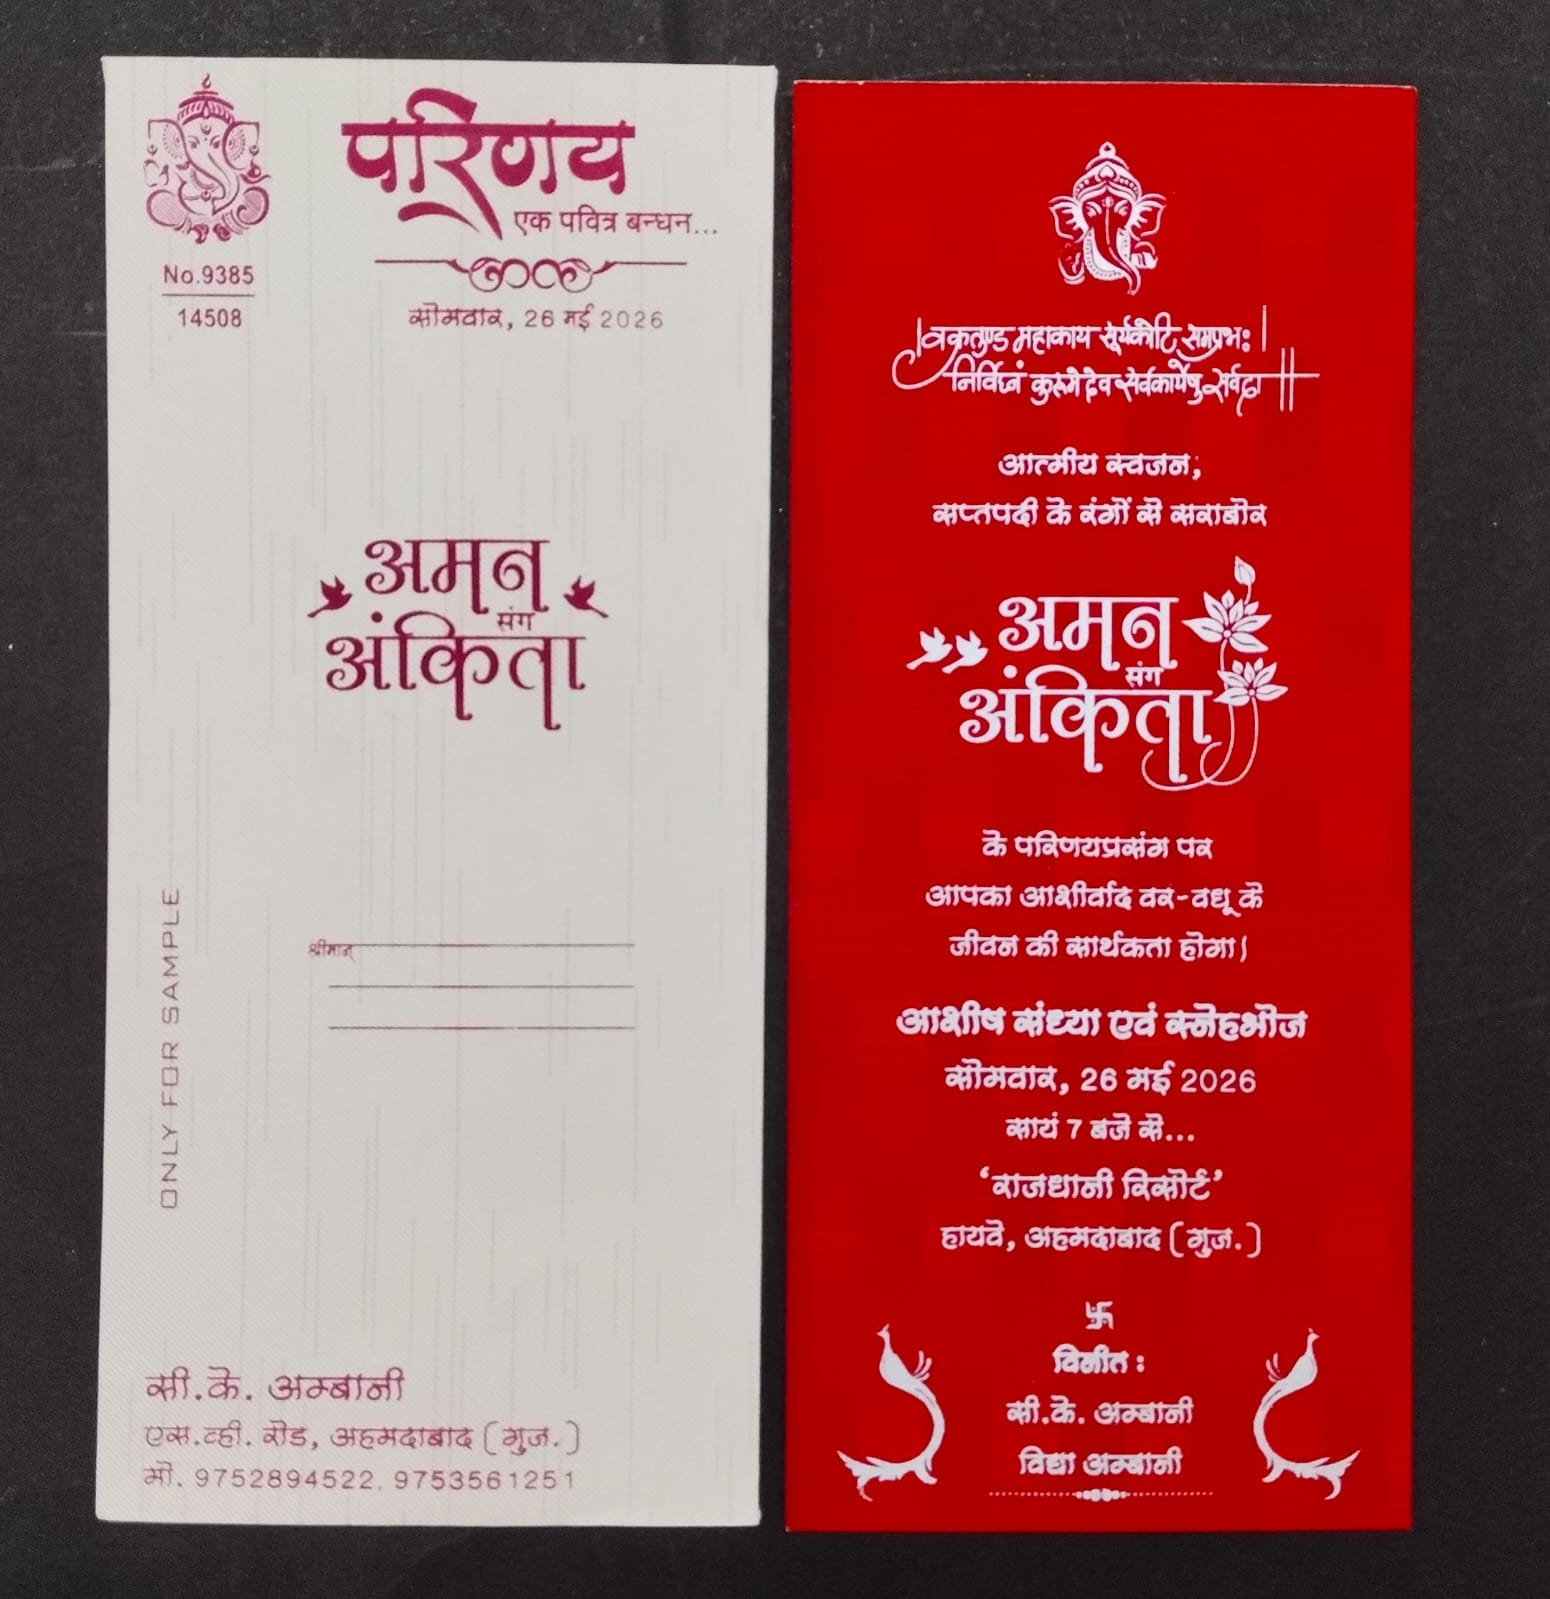 परिणय
एक पवित्र बन्धन...
No.9385
14508
सोमवार, 26 मई 2026
अमन
संग
अंकिता
श्रीमान्
ONLY FOR SAMPLE
सी.के. अम्बानी
एस.व्ही. रोड, अहमदाबाद (गुज.)
मो. 9752894522, 9753561251
।वक्रतुण्ड महाकाय सूर्यकोटि समप्रभः।
निर्विघ्नं कुरुमे देव सर्वकार्येषु सर्वदा॥
आत्मीय स्वजन,
सप्तपदी के रंगों से सराबोर
अमन
संग
अंकिता
के परिणयप्रसंग पर
आपका आशीर्वाद वर-वधू के
जीवन की सार्थकता होगा।
आशीष संध्या एवं स्नेहभोज
सोमवार, 26 मई 2026
सायं 7 बजे से...
‘राजधानी रिसोर्ट’
हायवे, अहमदाबाद (गुज.)
卐
विनीत :
सी.के. अम्बानी
विद्या अम्बानी